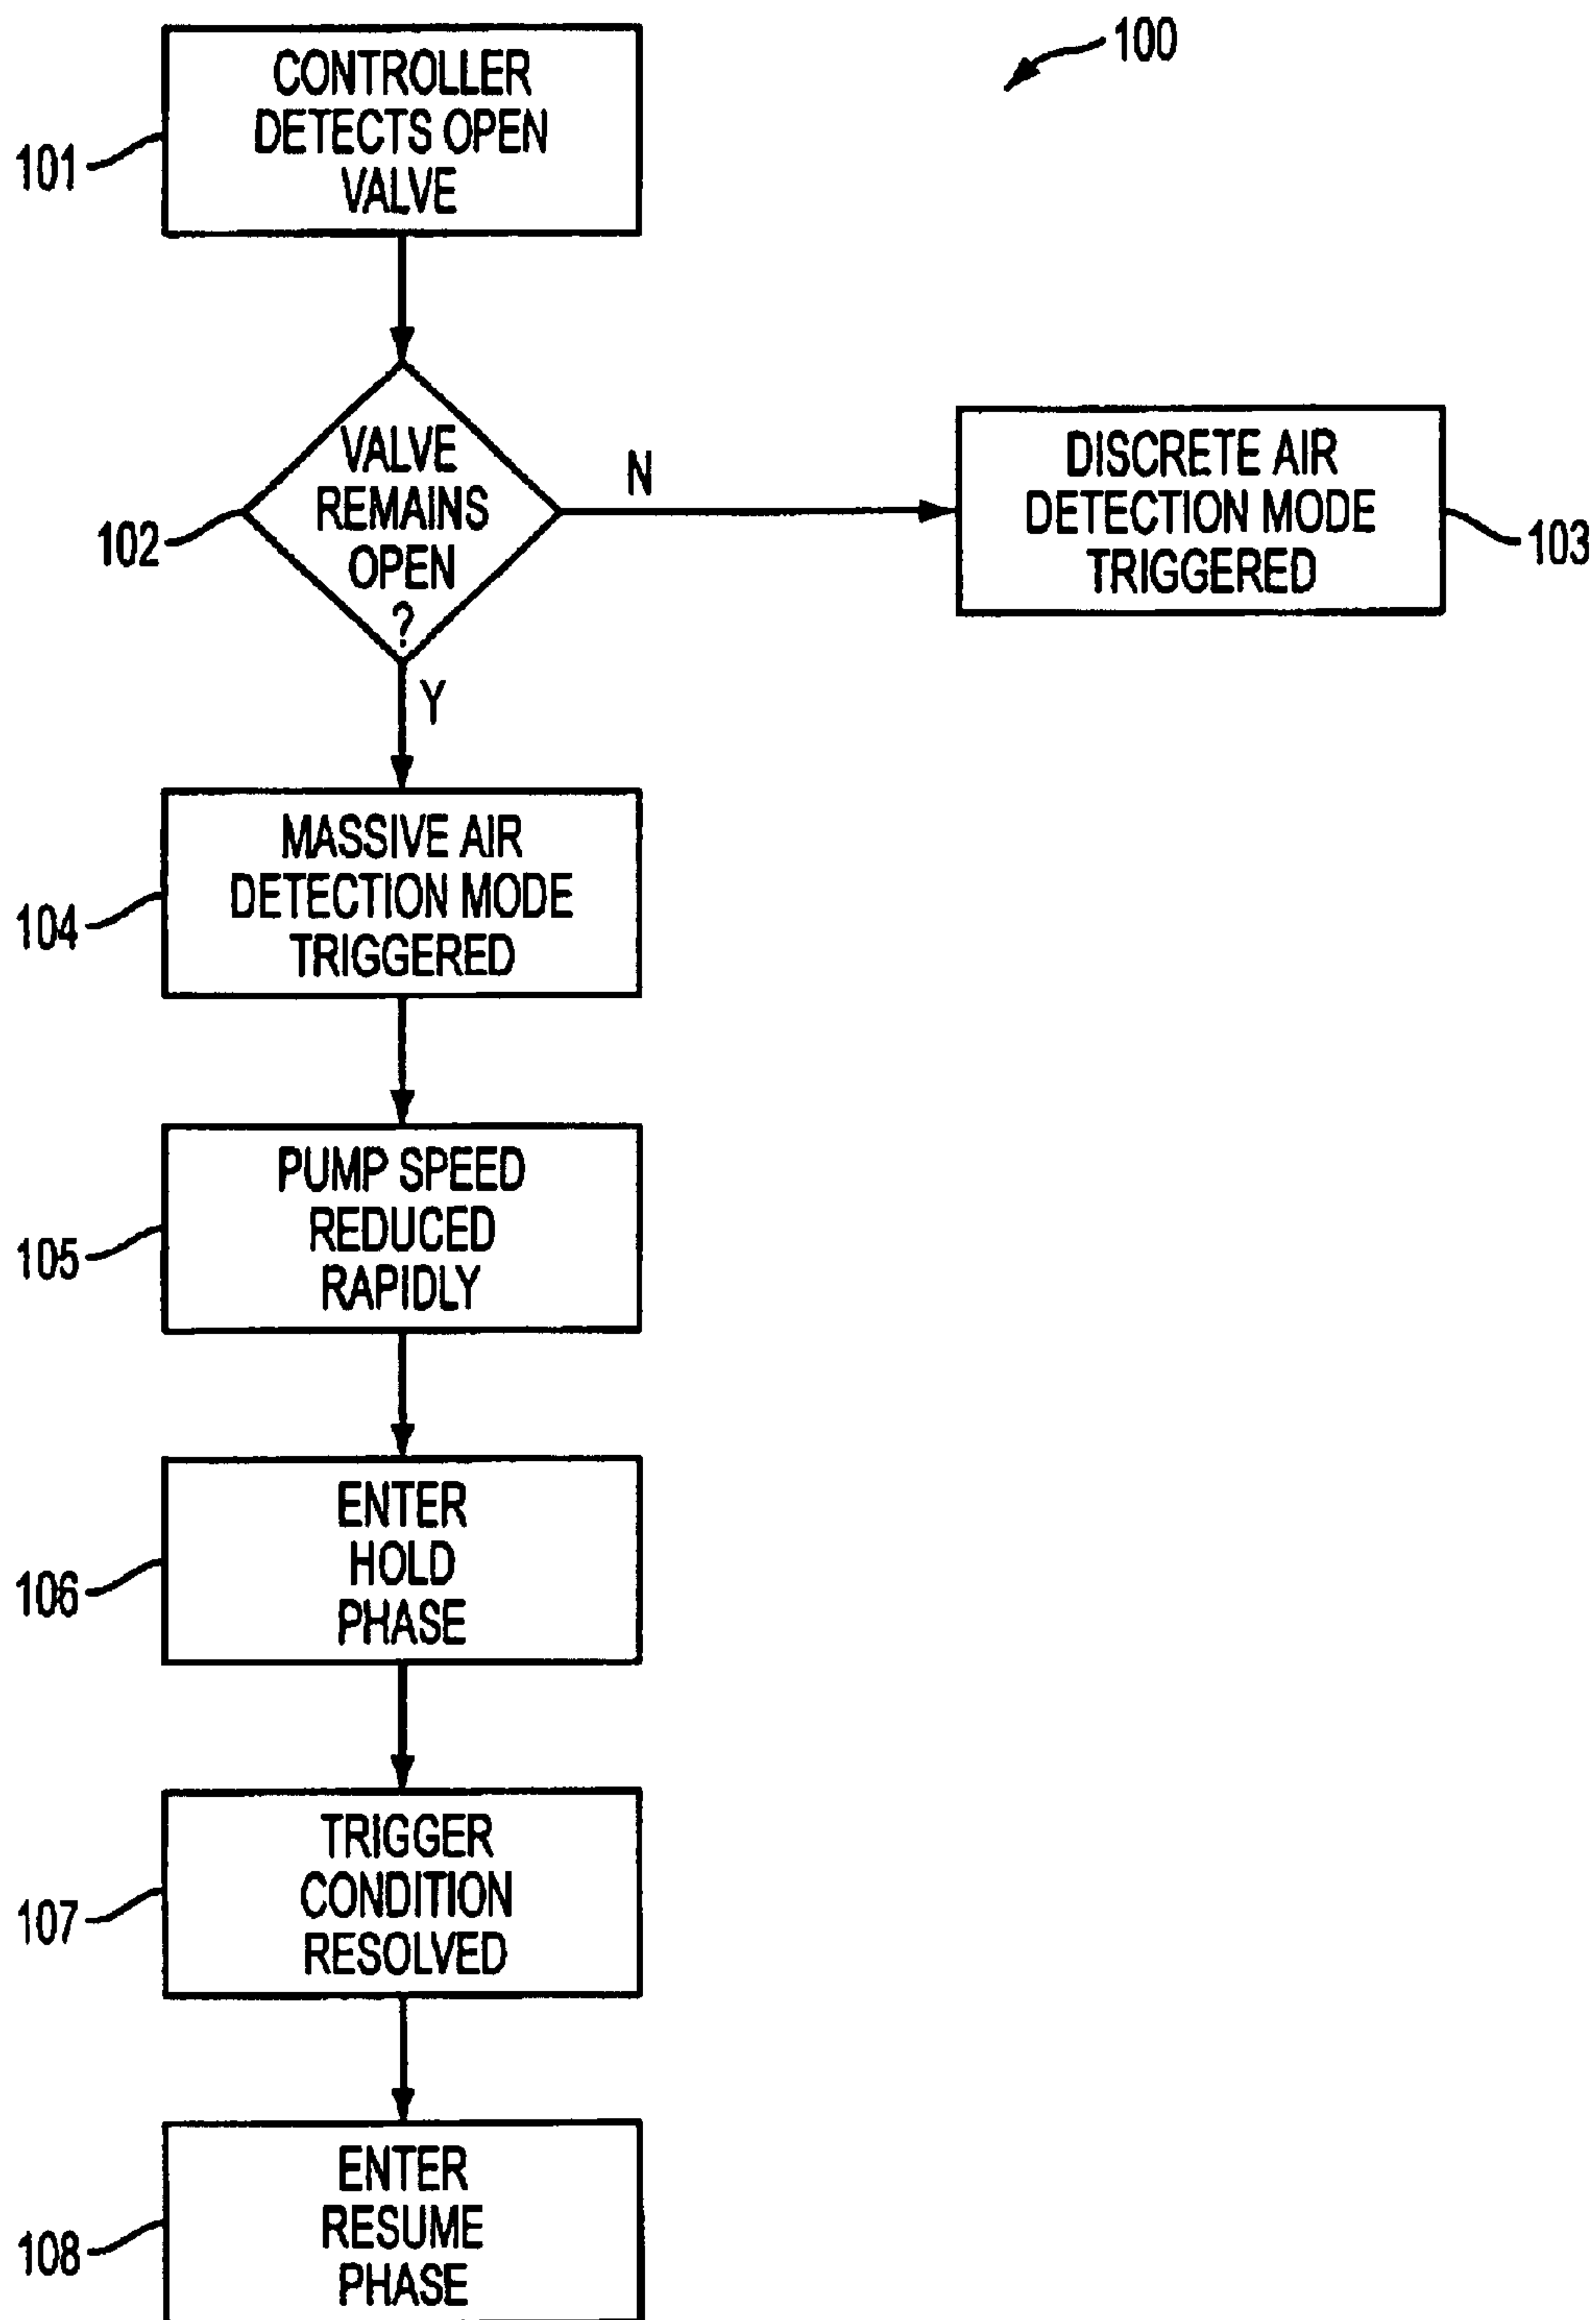 100
CONTROLLER
DETECTS OPEN
VALVE
101
VALVE
REMAINS
OPEN
?
102
N
DISCRETE AIR
DETECTION MODE
TRIGGERED
103
Y
MASSIVE AIR
DETECTION MODE
TRIGGERED
104
PUMP SPEED
REDUCED
RAPIDLY
105
ENTER
HOLD
PHASE
106
TRIGGER
CONDITION
RESOLVED
107
ENTER
RESUME
PHASE
108